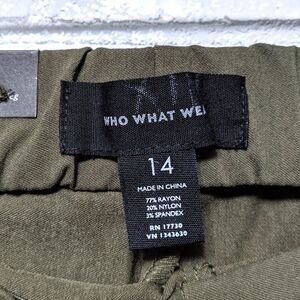 WHO WHAT WEA
14
MADE IN CHINA
77% RAYON
20% NYLON
3% SPANDEX
RN 17730
VN 1343630